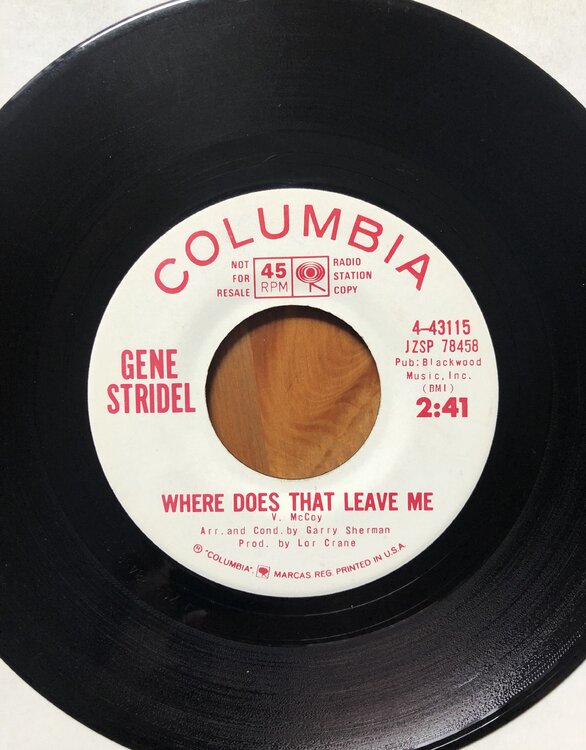 COLUMBIA
NOT
FOR
RESALE
45
RPM
RADIO
STATION
COPY
4-43115
JZSP 78458
Pub: Blackwood
Music, Inc.
(BMI)
2:41
GENE
STRIDEL
WHERE DOES THAT LEAVE ME
V. McCoy
Arr. and Cond. by Garry Sherman
Prod. by Lor Crane
℗ "COLUMBIA", MARCAS REG. PRINTED IN U.S.A.